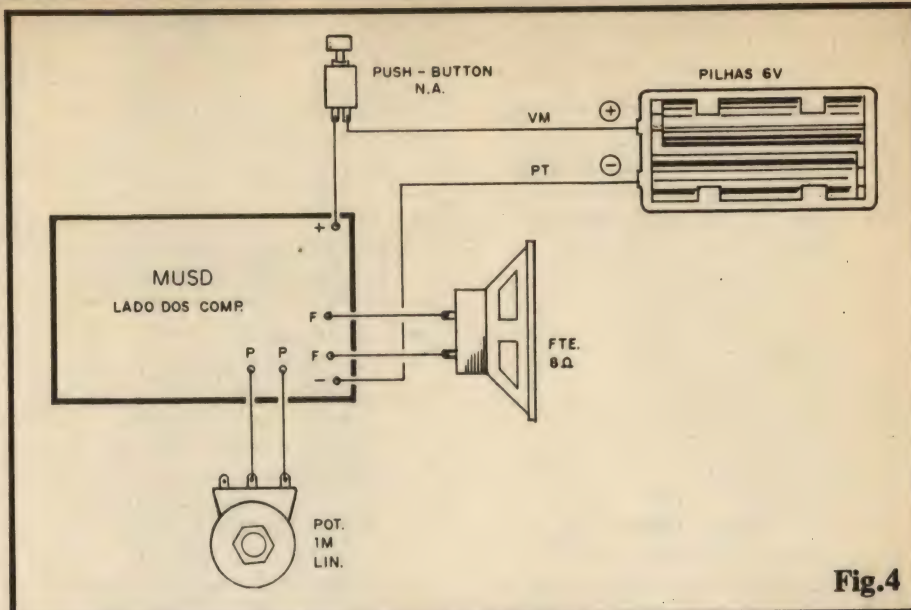 PUSH - BUTTON
N.A.
PILHAS 6V
VM
+
PT
−
+
MUSD
LADO DOS COMP.
F
F
P P
−
FTE.
8Ω
POT.
1M
LIN.
Fig.4